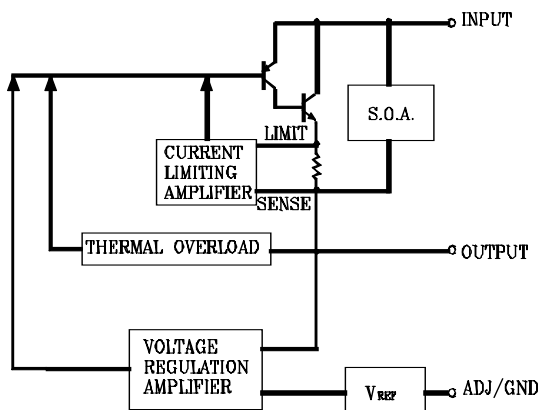 INPUT
S.O.A.
LIMIT
CURRENT
LIMITING
AMPLIFIER
SENSE
THERMAL OVERLOAD
OUTPUT
VOLTAGE
REGULATION
AMPLIFIER
VREF
ADJ/GND